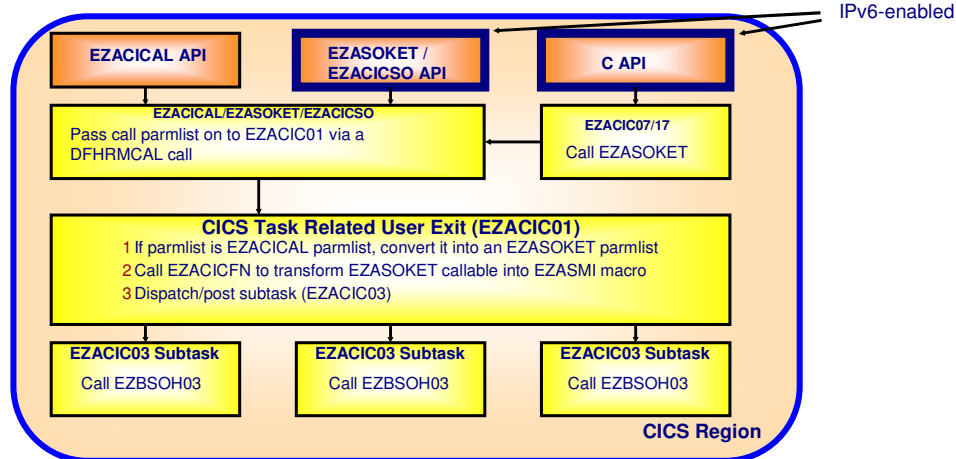 IPv6-enabled
EZACICAL API
EZASOKET /
EZACICSO API
C API
EZACICAL/EZASOKET/EZACICSO
Pass call parmlist on to EZACIC01 via a
DFHRMCAL call
EZACIC07/17
Call EZASOKET
CICS Task Related User Exit (EZACIC01)
1 If parmlist is EZACICAL parmlist, convert it into an EZASOKET parmlist
2 Call EZACICFN to transform EZASOKET callable into EZASMI macro
3 Dispatch/post subtask (EZACIC03)
EZACIC03 Subtask
Call EZBSOH03
EZACIC03 Subtask
Call EZBSOH03
EZACIC03 Subtask
Call EZBSOH03
CICS Region